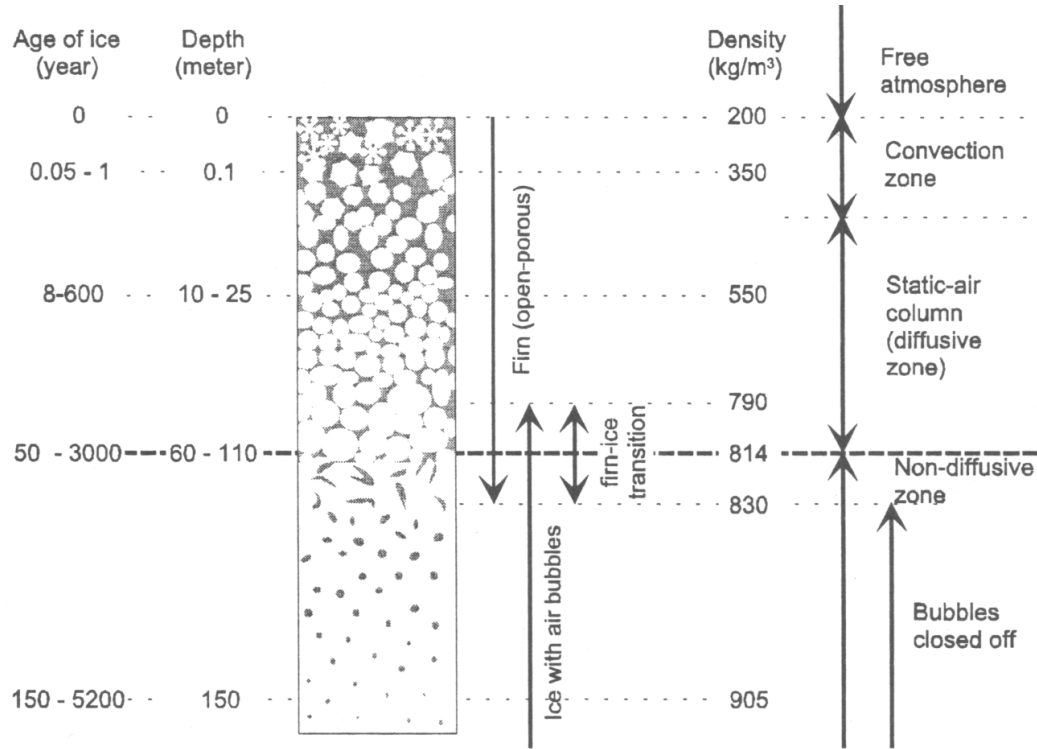 Age of ice
(year)
Depth
(meter)
Density
(kg/m³)
Free
atmosphere
0
0
200
Convection
zone
0.05 - 1
0.1
350
8-600
10 - 25
550
Static-air
column
(diffusive
zone)
Firn (open-porous)
790
firn-ice
transition
50 - 3000
60 - 110
814
Non-diffusive
zone
830
Ice with air bubbles
Bubbles
closed off
150 - 5200
150
905